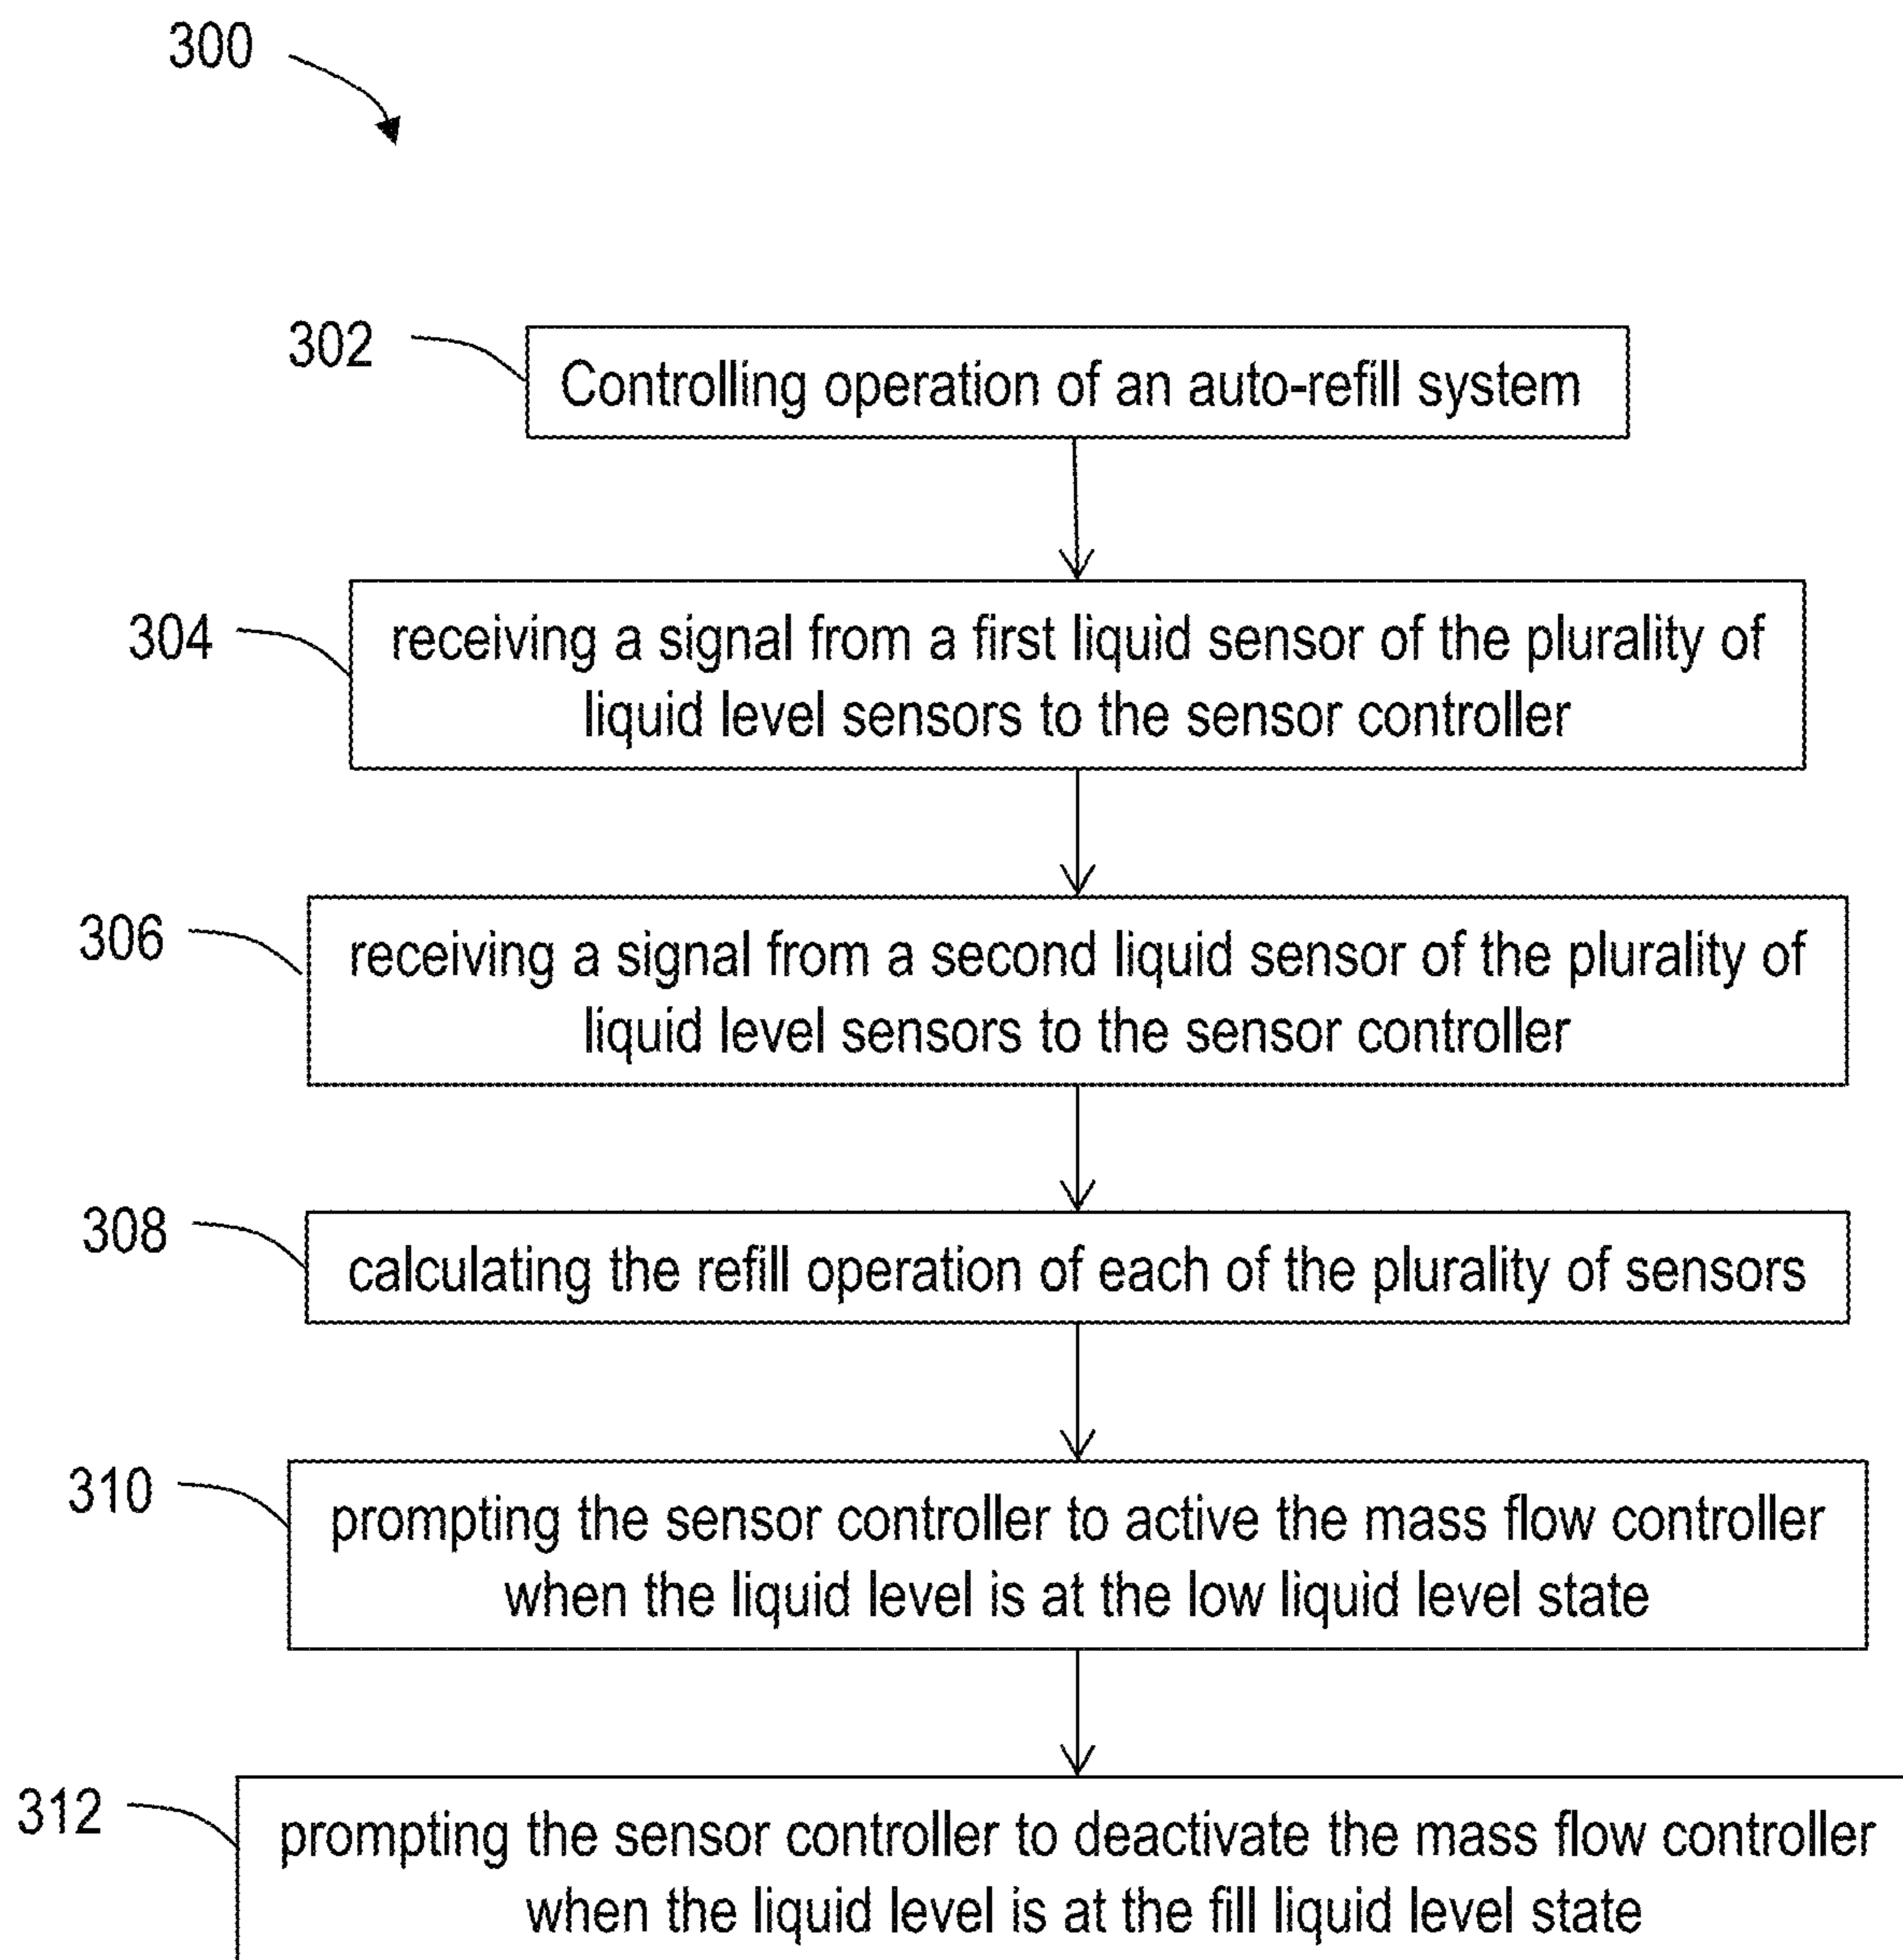 300
302
Controlling operation of an auto-refill system
304
receiving a signal from a first liquid sensor of the plurality of
liquid level sensors to the sensor controller
306
receiving a signal from a second liquid sensor of the plurality of
liquid level sensors to the sensor controller
308
calculating the refill operation of each of the plurality of sensors
310
prompting the sensor controller to active the mass flow controller
when the liquid level is at the low liquid level state
312
prompting the sensor controller to deactivate the mass flow controller
when the liquid level is at the fill liquid level state